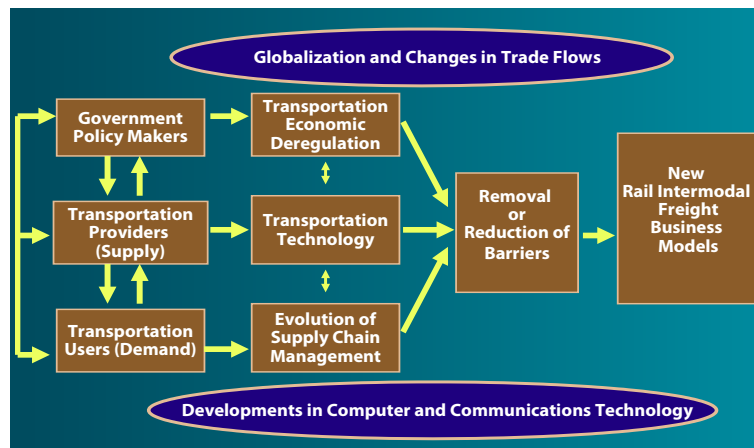 Globalization and Changes in Trade Flows
Government
Policy Makers
Transportation
Economic
Deregulation
Transportation
Providers
(Supply)
Transportation
Technology
Removal
or
Reduction of
Barriers
New
Rail Intermodal
Freight
Business
Models
Transportation
Users (Demand)
Evolution of
Supply Chain
Management
Developments in Computer and Communications Technology